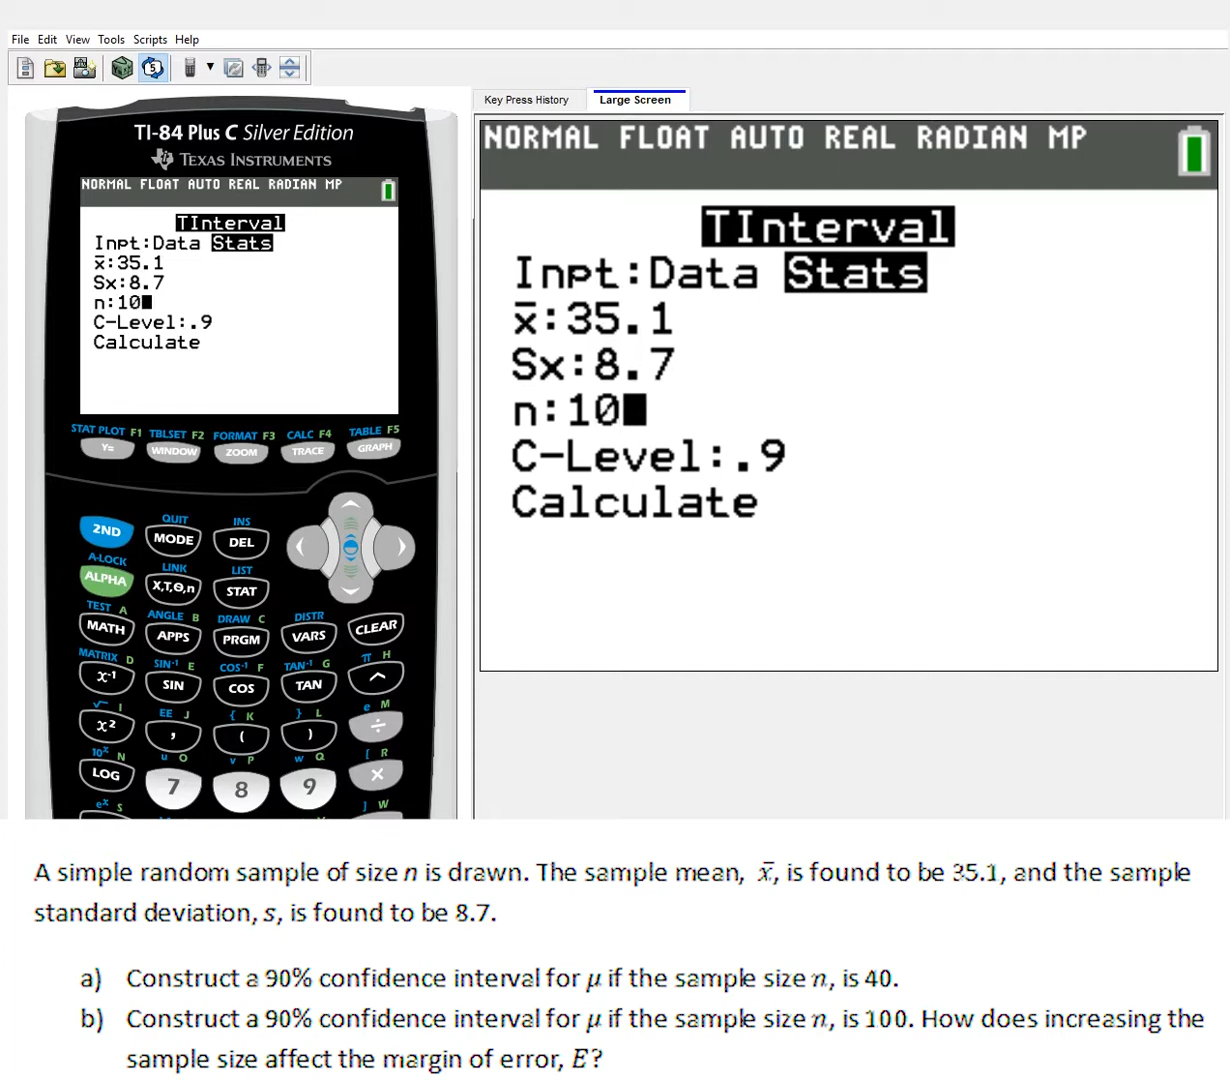 File Edit View Tools Scripts Help
5
Key Press History Large Screen
TI-84 Plus C Silver Edition
TEXAS INSTRUMENTS
NORMAL FLOAT AUTO REAL RADIAN MP
TInterval
Inpt:Data Stats
x̄:35.1
Sx:8.7
n:10
C-Level:.9
Calculate
NORMAL FLOAT AUTO REAL RADIAN MP
TInterval
Inpt:Data Stats
x̄:35.1
Sx:8.7
n:10
C-Level:.9
Calculate
STAT PLOT F1 TBLSET F2 FORMAT F3 CALC F4 TABLE F5
Y= WINDOW ZOOM TRACE GRAPH
QUIT INS
2ND MODE DEL
A-LOCK LINK LIST
ALPHA X,T,Θ,n STAT
TEST A ANGLE B DRAW C DISTR
MATH APPS PRGM VARS CLEAR
MATRIX D SIN⁻¹ E COS⁻¹ F TAN⁻¹ G π H
x⁻¹ SIN COS TAN ^
√ I EE J { K } L e M
x² , ( ) ÷
10ˣ N u O v P w Q [ R
LOG 7 8 9 ×
eˣ S ] W
A simple random sample of size n is drawn. The sample mean, x̄, is found to be 35.1, and the sample
standard deviation, s, is found to be 8.7.
a) Construct a 90% confidence interval for μ if the sample size n, is 40.
b) Construct a 90% confidence interval for μ if the sample size n, is 100. How does increasing the
sample size affect the margin of error, E?